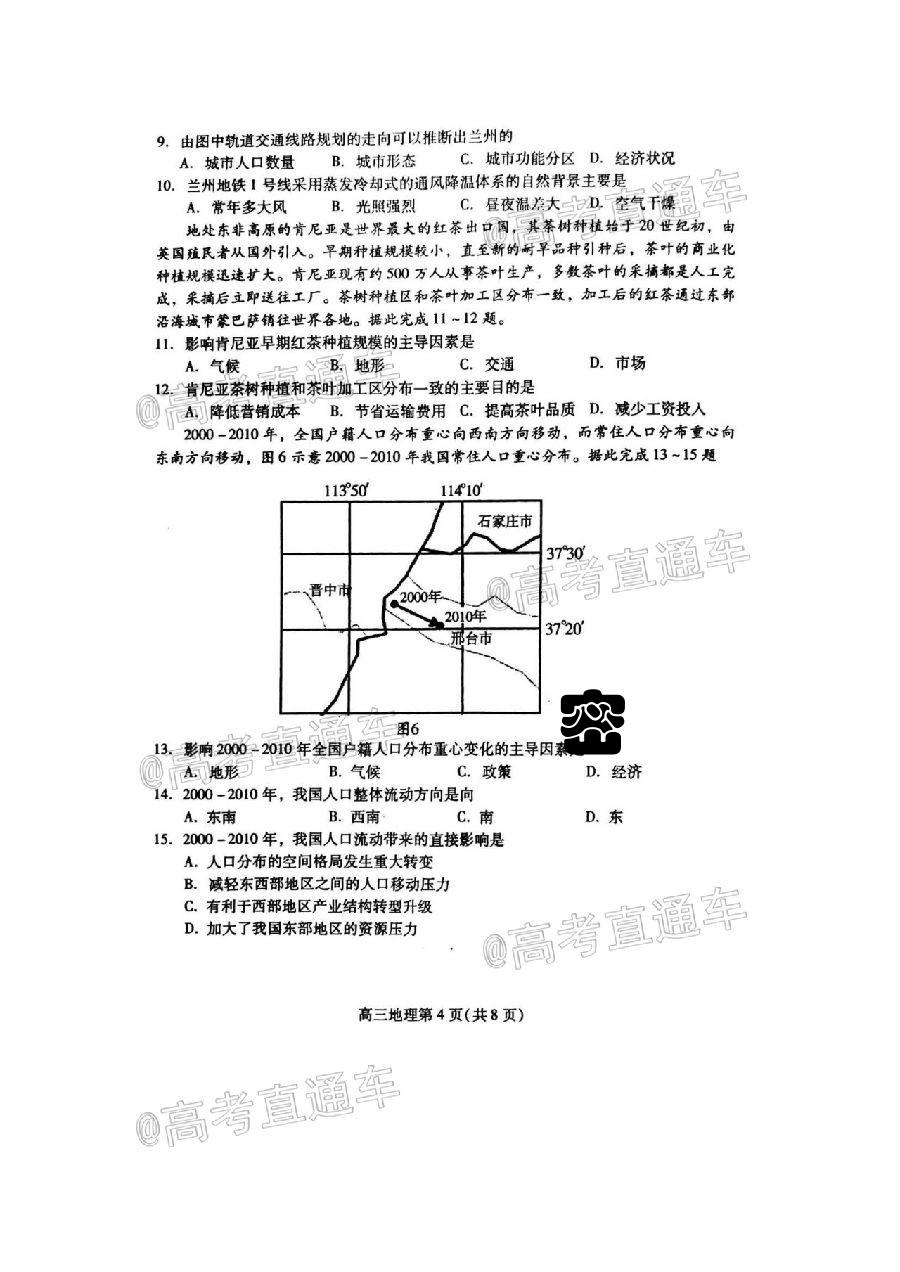 9. 由图中轨道交通线路规划的走向可以推断出兰州的
A. 城市人口数量 B. 城市形态 C. 城市功能分区 D. 经济状况
10. 兰州地铁1号线采用蒸发冷却式的通风降温体系的自然背景主要是
A. 常年多大风 B. 光照强烈 C. 昼夜温差大 D. 空气干燥
地处东非高原的肯尼亚是世界最大的红茶出口国，其茶树种植始于20世纪初，由
英国殖民者从国外引入。早期种植规模较小，直至新的耐旱品种引种后，茶叶的商业化
种植规模迅速扩大。肯尼亚现有约500万人从事茶叶生产，多数茶叶的采摘都是人工完
成，采摘后立即送往工厂。茶树种植区和茶叶加工区分布一致，加工后的红茶通过东部
沿海城市蒙巴萨销往世界各地。据此完成11~12题。
11. 影响肯尼亚早期红茶种植规模的主导因素是
A. 气候 B. 地形 C. 交通 D. 市场
12. 肯尼亚茶树种植和茶叶加工区分布一致的主要目的是
A. 降低营销成本 B. 节省运输费用 C. 提高茶叶品质 D. 减少工资投入
2000-2010年，全国户籍人口分布重心向西南方向移动，而常住人口分布重心向
东南方向移动，图6示意2000-2010年我国常住人口重心分布。据此完成13~15题
113°50′ 114°10′
石家庄市
37°30′
晋中市
2000年
2010年
37°20′
邢台市
图6
13. 影响2000-2010年全国户籍人口分布重心变化的主导因素
A. 地形 B. 气候 C. 政策 D. 经济
14. 2000-2010年，我国人口整体流动方向是向
A. 东南 B. 西南 C. 南 D. 东
15. 2000-2010年，我国人口流动带来的直接影响是
A. 人口分布的空间格局发生重大转变
B. 减轻东西部地区之间的人口移动压力
C. 有利于西部地区产业结构转型升级
D. 加大了我国东部地区的资源压力
高三地理第4页(共8页)
@高考直通车
@高考直通车
@高考直通车
@高考直通车
@高考直通车
@高考直通车